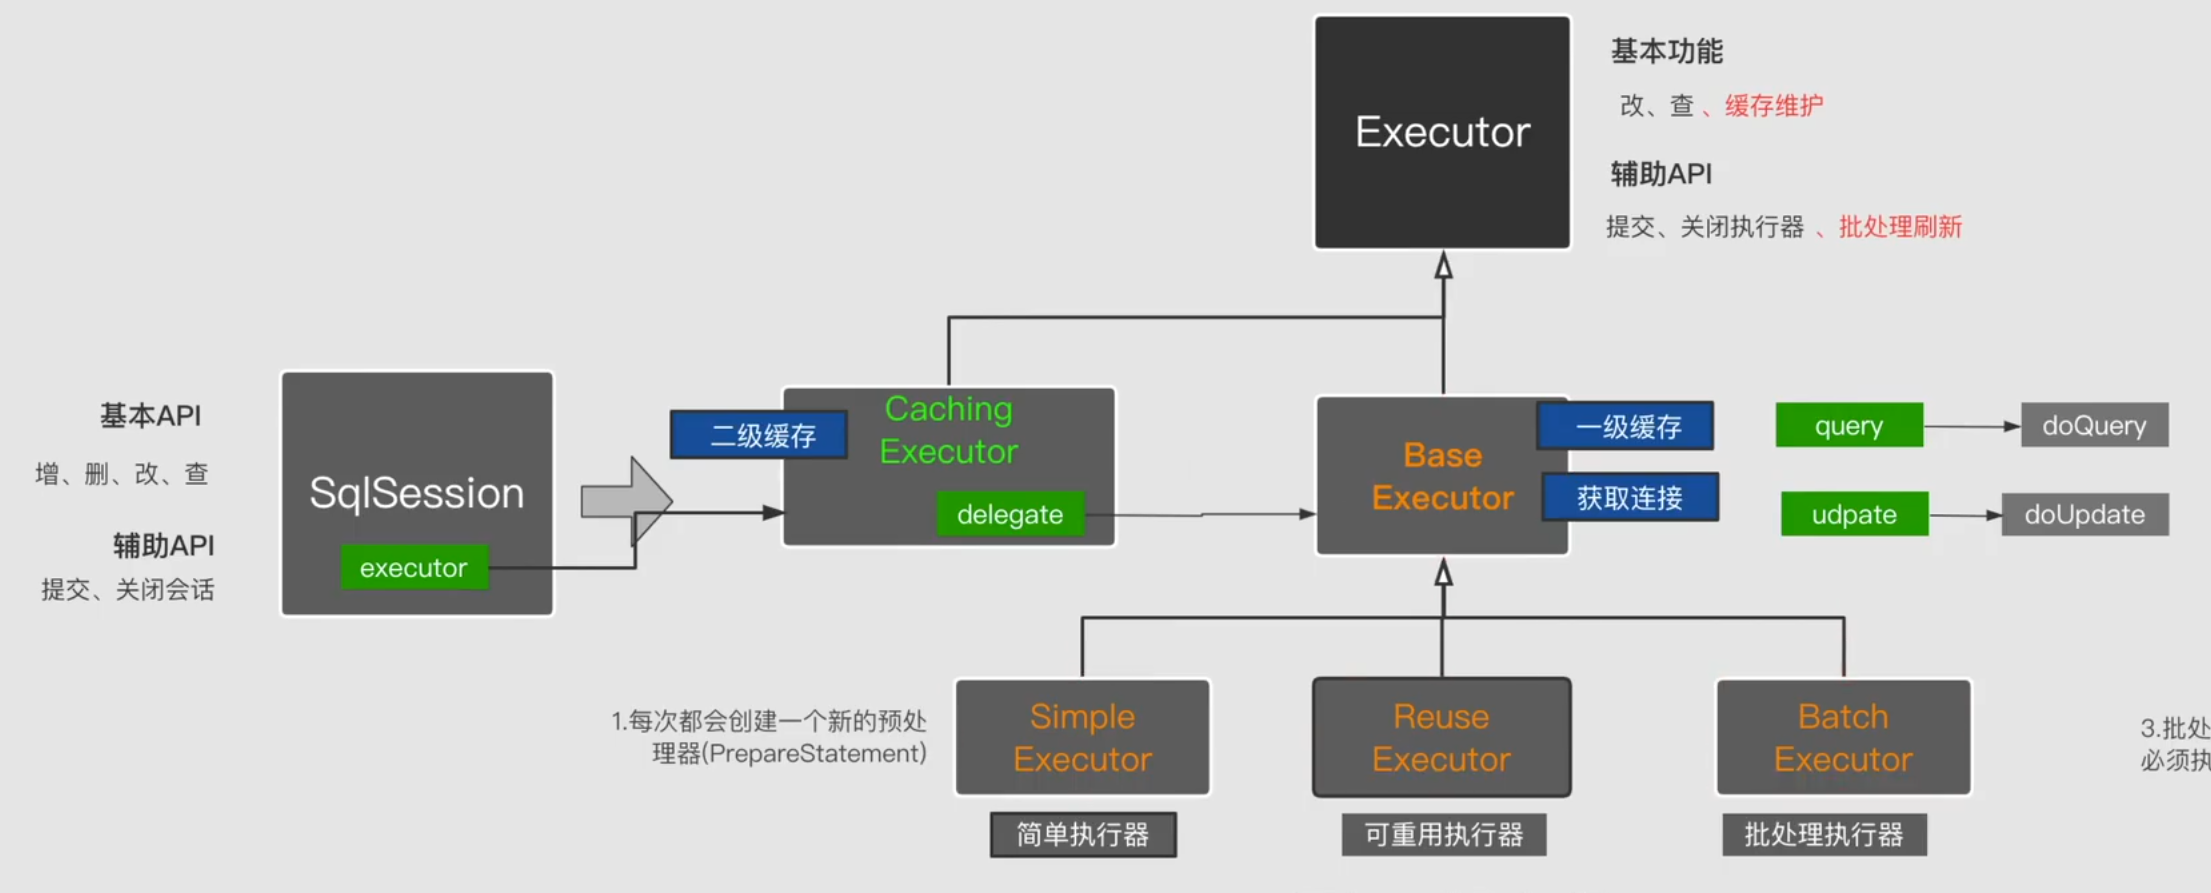 Executor
基本功能
改、查 、缓存维护
辅助API
提交、关闭执行器 、批处理刷新
基本API
增、删、改、查
辅助API
提交、关闭会话
SqlSession
executor
二级缓存
Caching
Executor
delegate
Base
Executor
一级缓存
获取连接
query
doQuery
udpate
doUpdate
1.每次都会创建一个新的预处
理器(PrepareStatement)
Simple
Executor
简单执行器
Reuse
Executor
可重用执行器
Batch
Executor
批处理执行器
3.批处
必须执